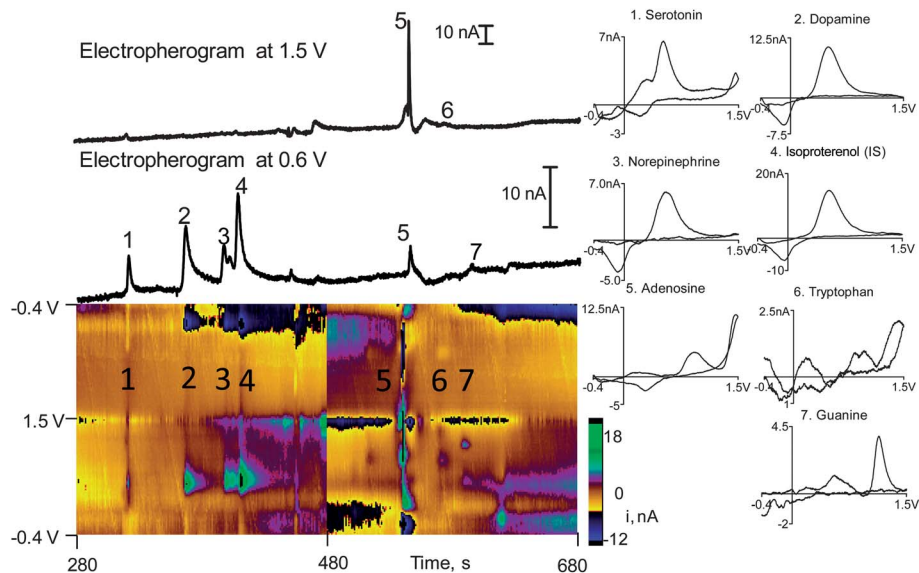 Electropherogram at 1.5 V
5
10 nA
6
Electropherogram at 0.6 V
10 nA
1
2
3
4
5
7
-0.4 V
1.5 V
-0.4 V
1
2
3
4
5
6
7
280
480
Time, s
680
18
0
i, nA
-12
1. Serotonin
7nA
-0.4
1.5V
-3
2. Dopamine
12.5nA
-0.4
1.5V
-7.5
3. Norepinephrine
7.0nA
-0.4
1.5V
-5.0
4. Isoproterenol (IS)
20nA
-0.4
1.5V
-10
5. Adenosine
12.5nA
-0.4
1.5V
-5
6. Tryptophan
2.5nA
-0.4
1.5V
-1
7. Guanine
4.5
-0.4
1.5V
-2